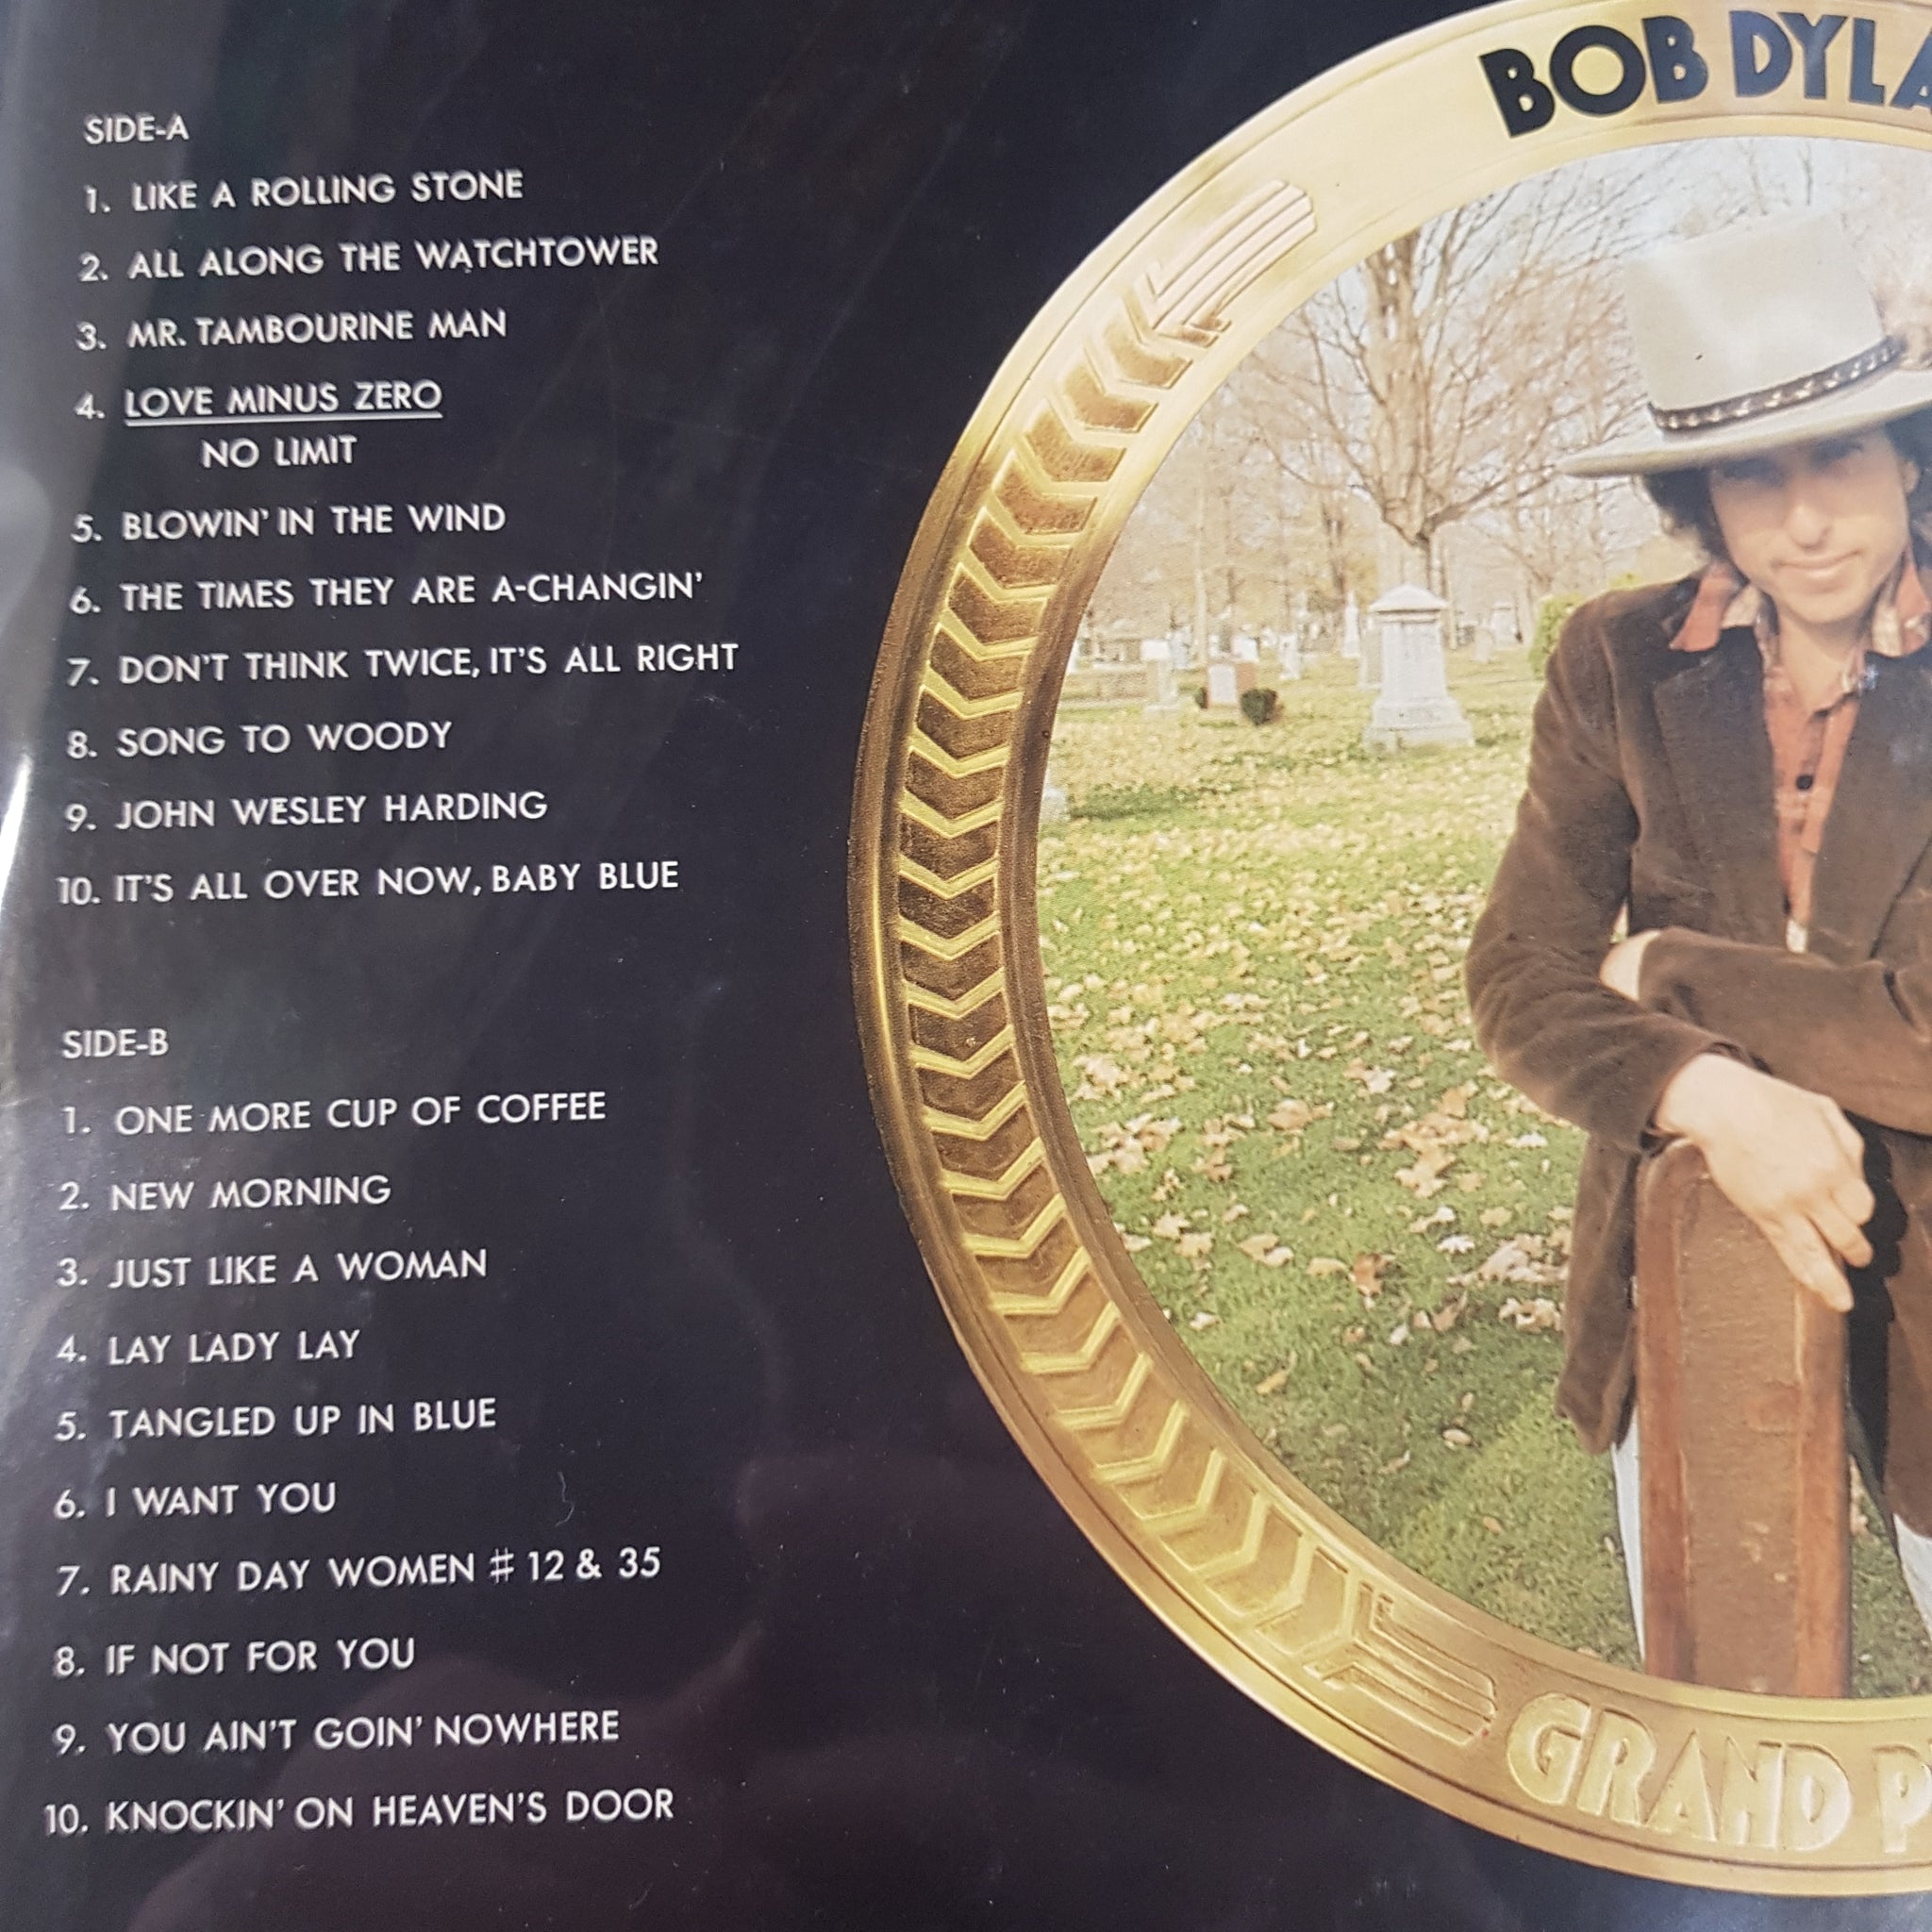 SIDE-A
1. LIKE A ROLLING STONE
2. ALL ALONG THE WATCHTOWER
3. MR. TAMBOURINE MAN
4. LOVE MINUS ZERO
NO LIMIT
5. BLOWIN' IN THE WIND
6. THE TIMES THEY ARE A-CHANGIN'
7. DON'T THINK TWICE, IT'S ALL RIGHT
8. SONG TO WOODY
9. JOHN WESLEY HARDING
10. IT'S ALL OVER NOW, BABY BLUE
SIDE-B
1. ONE MORE CUP OF COFFEE
2. NEW MORNING
3. JUST LIKE A WOMAN
4. LAY LADY LAY
5. TANGLED UP IN BLUE
6. I WANT YOU
7. RAINY DAY WOMEN # 12 & 35
8. IF NOT FOR YOU
9. YOU AIN'T GOIN' NOWHERE
10. KNOCKIN' ON HEAVEN'S DOOR
BOB DYLA
GRAND